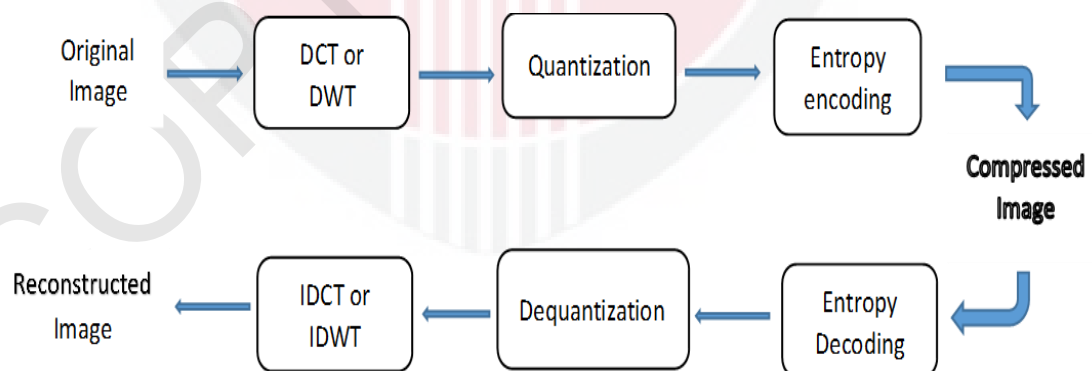 Original
Image
DCT or
DWT
Quantization
Entropy
encoding
Compressed
Image
Reconstructed
Image
IDCT or
IDWT
Dequantization
Entropy
Decoding